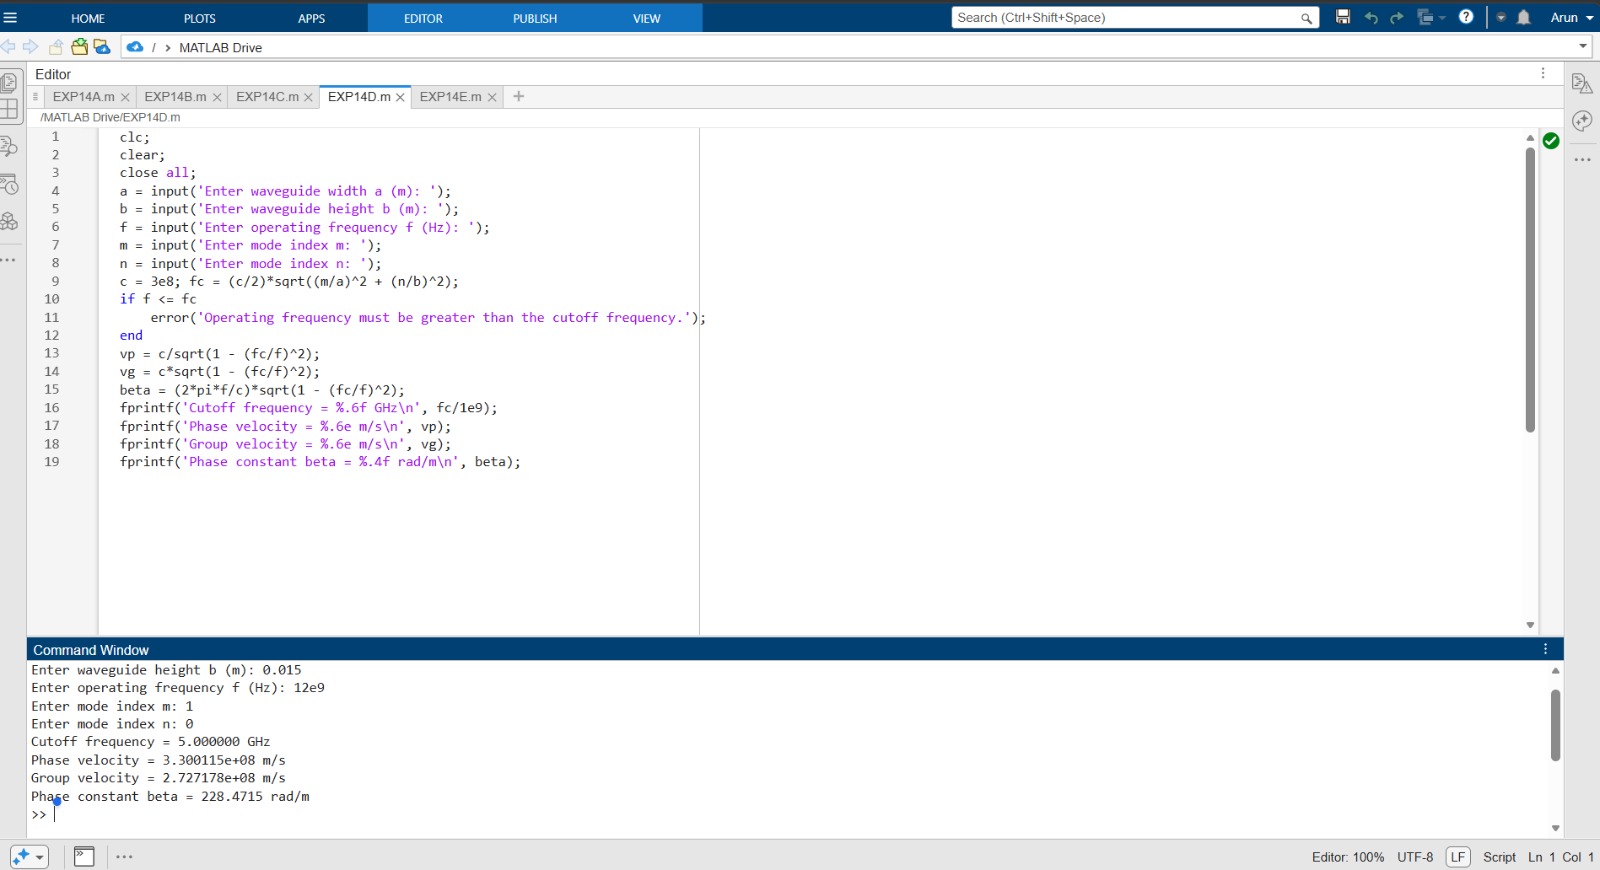 HOME PLOTS APPS EDITOR PUBLISH VIEW Search (Ctrl+Shift+Space) ? Arun
/ › MATLAB Drive
Editor
EXP14A.m × EXP14B.m × EXP14C.m × EXP14D.m × EXP14E.m × +
/MATLAB Drive/EXP14D.m
1 clc;
2 clear;
3 close all;
4 a = input('Enter waveguide width a (m): ');
5 b = input('Enter waveguide height b (m): ');
6 f = input('Enter operating frequency f (Hz): ');
7 m = input('Enter mode index m: ');
8 n = input('Enter mode index n: ');
9 c = 3e8; fc = (c/2)*sqrt((m/a)^2 + (n/b)^2);
10 if f <= fc
11     error('Operating frequency must be greater than the cutoff frequency.');
12 end
13 vp = c/sqrt(1 - (fc/f)^2);
14 vg = c*sqrt(1 - (fc/f)^2);
15 beta = (2*pi*f/c)*sqrt(1 - (fc/f)^2);
16 fprintf('Cutoff frequency = %.6f GHz\n', fc/1e9);
17 fprintf('Phase velocity = %.6e m/s\n', vp);
18 fprintf('Group velocity = %.6e m/s\n', vg);
19 fprintf('Phase constant beta = %.4f rad/m\n', beta);
Command Window
Enter waveguide height b (m): 0.015
Enter operating frequency f (Hz): 12e9
Enter mode index m: 1
Enter mode index n: 0
Cutoff frequency = 5.000000 GHz
Phase velocity = 3.300115e+08 m/s
Group velocity = 2.727178e+08 m/s
Phase constant beta = 228.4715 rad/m
>>
Editor: 100% UTF-8 LF Script Ln 1 Col 1